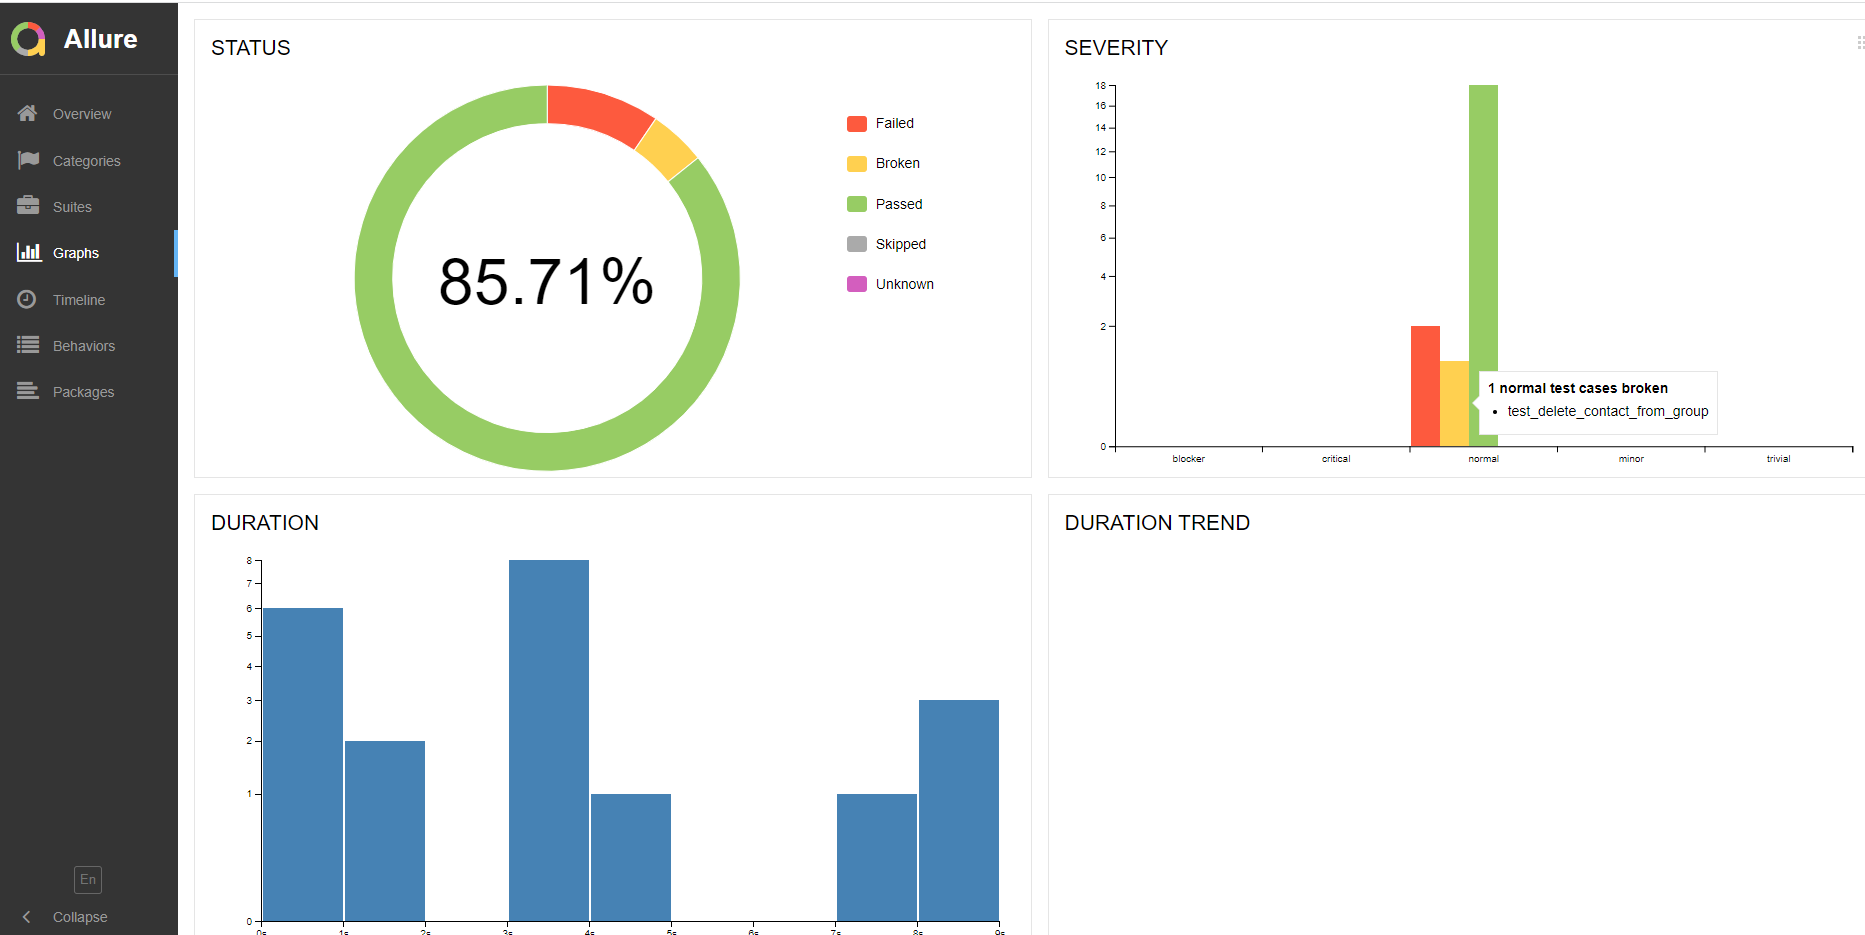 Allure
Overview
Categories
Suites
Graphs
Timeline
Behaviors
Packages
En
Collapse
STATUS
85.71%
Failed
Broken
Passed
Skipped
Unknown
SEVERITY
18
16
14
12
10
8
6
4
2
0
blocker
critical
normal
minor
trivial
1 normal test cases broken
• test_delete_contact_from_group
DURATION
8
7
6
5
4
3
2
1
0
0s
1s
2s
3s
4s
5s
6s
7s
8s
9s
DURATION TREND